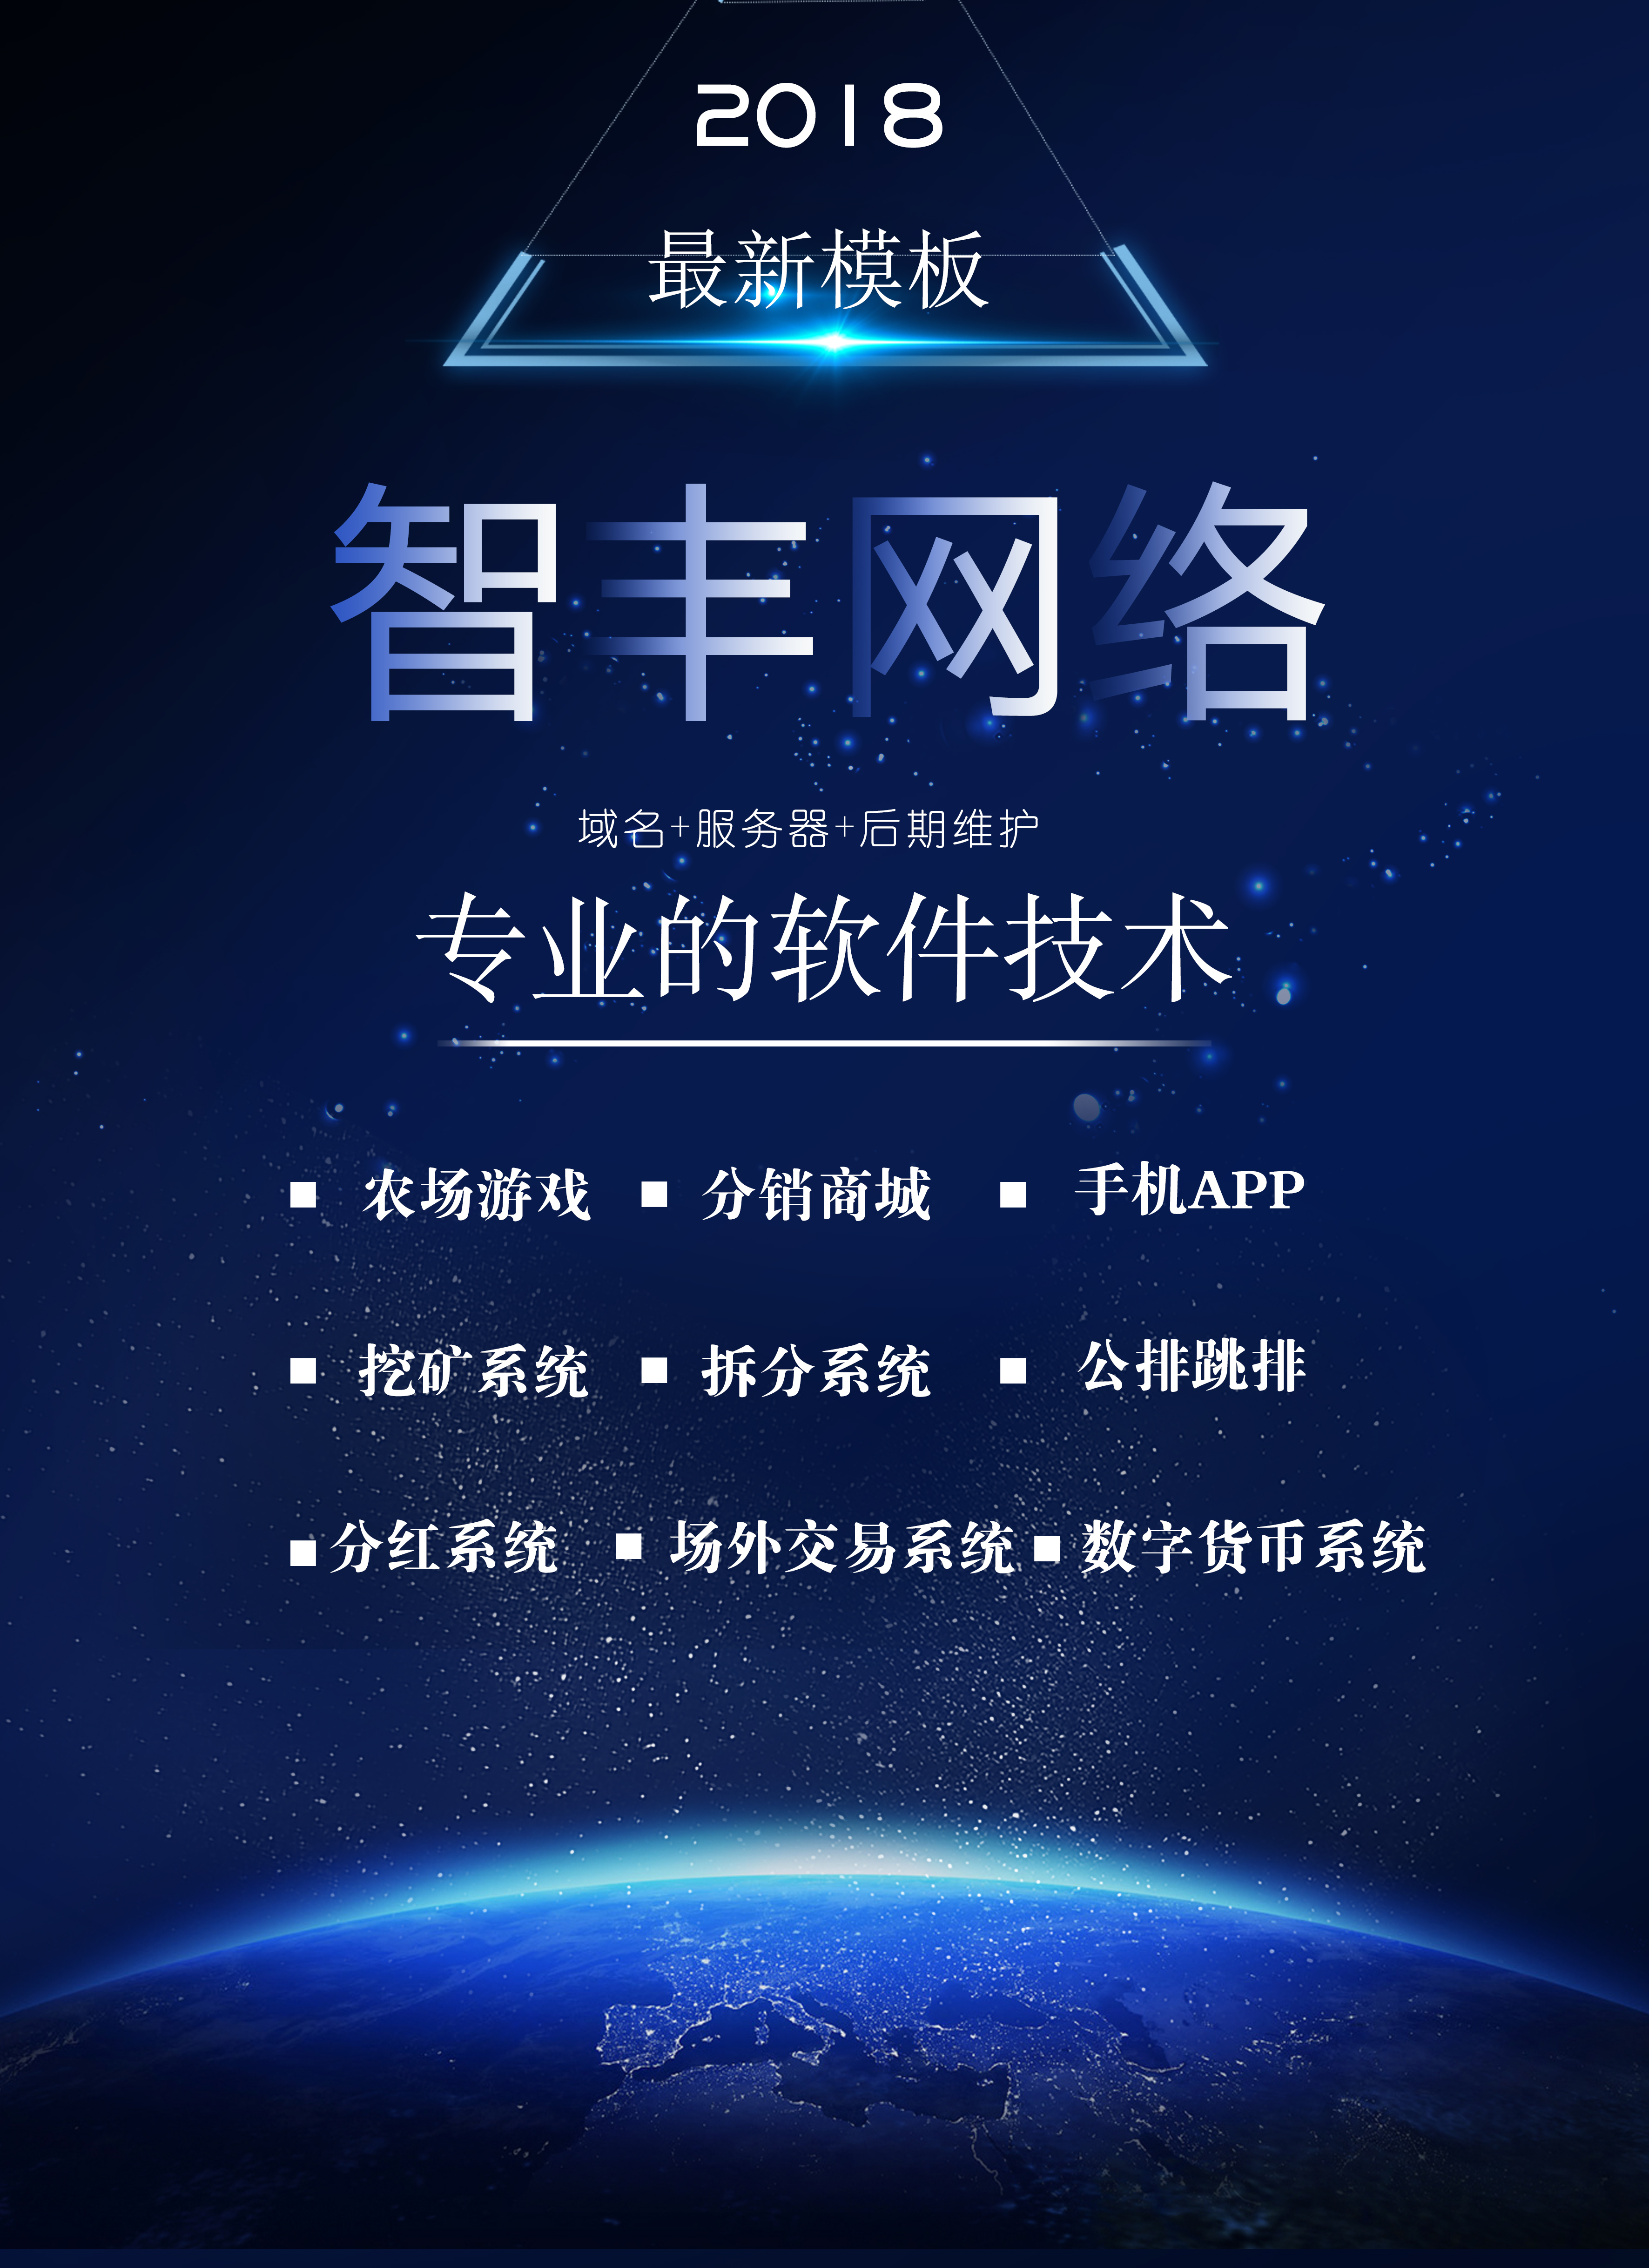 2018
最新模板
智丰网络
域名+服务器+后期维护
专业的软件技术
■ 农场游戏 ■ 分销商城 ■ 手机APP
■ 挖矿系统 ■ 拆分系统 ■ 公排跳排
■ 分红系统 ■ 场外交易系统 ■ 数字货币系统